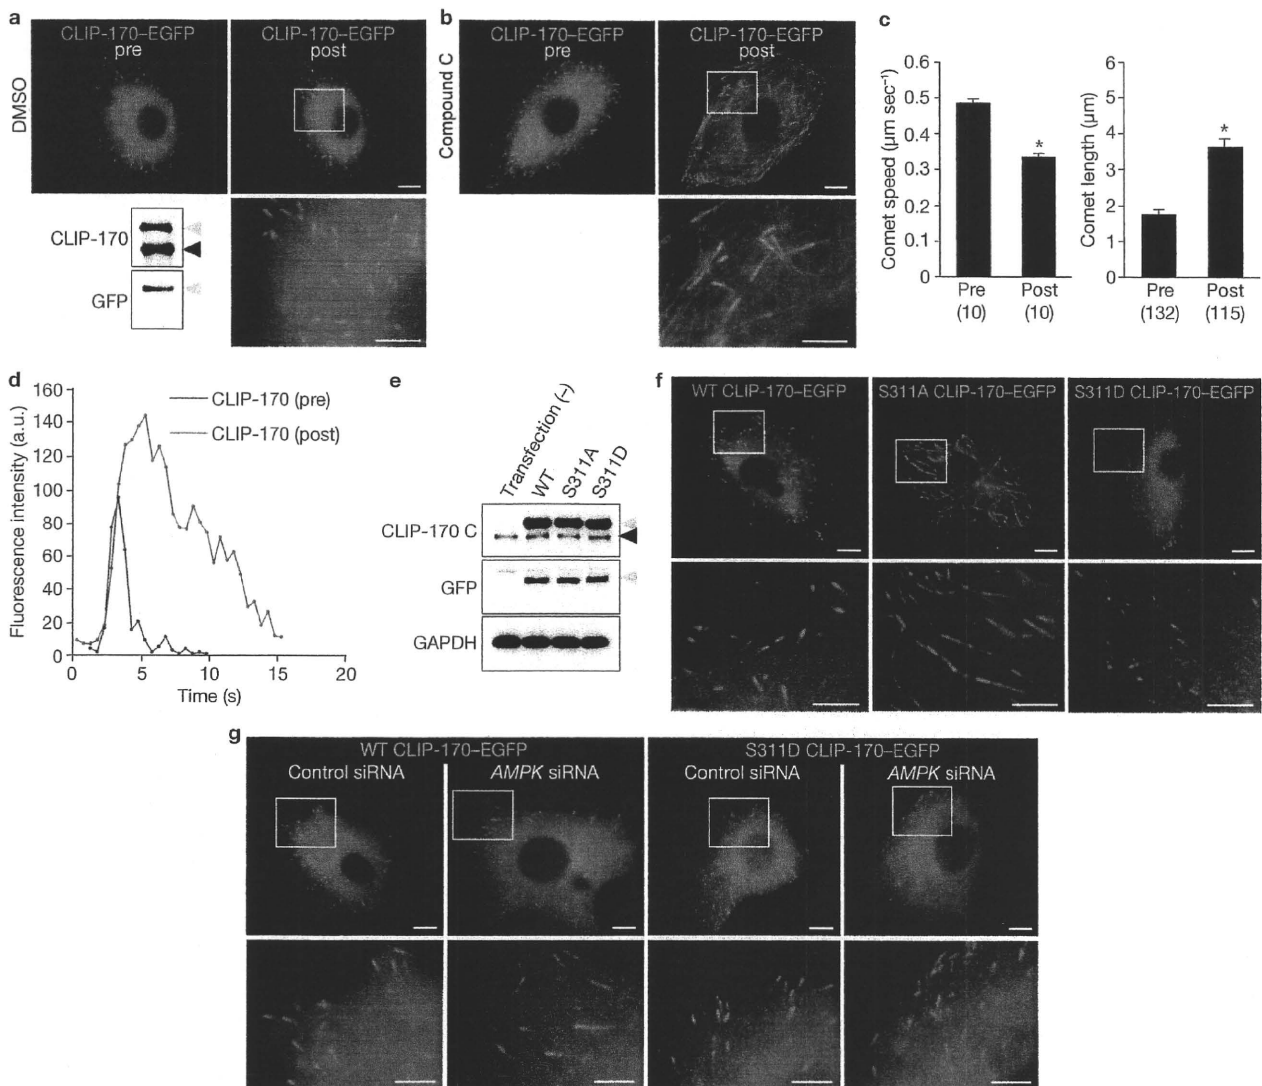 a
CLIP-170–EGFP
pre
CLIP-170–EGFP
post
DMSO
CLIP-170
GFP
b
CLIP-170–EGFP
pre
CLIP-170–EGFP
post
Compound C
c
Comet speed (μm sec⁻¹)
0.6
0.5
0.4
0.3
0.2
0.1
0
*
Pre
(10)
Post
(10)
Comet length (μm)
6
5
4
3
2
1
0
*
Pre
(132)
Post
(115)
d
Fluorescence intensity (a.u.)
160
140
120
100
80
60
40
20
0
CLIP-170 (pre)
CLIP-170 (post)
0 5 10 15 20
Time (s)
e
Transfection (–)
WT
S311A
S311D
CLIP-170 C
GFP
GAPDH
f
WT CLIP-170–EGFP
S311A CLIP-170–EGFP
S311D CLIP-170–EGFP
g
WT CLIP-170–EGFP
S311D CLIP-170–EGFP
Control siRNA
AMPK siRNA
Control siRNA
AMPK siRNA